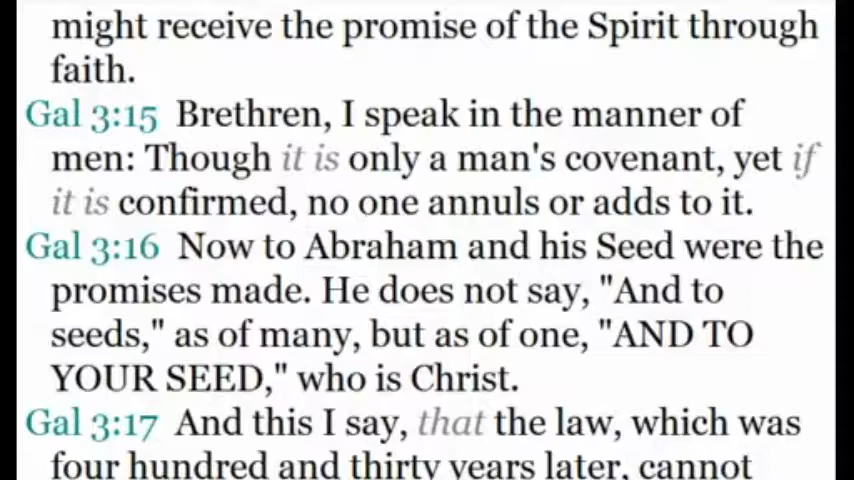 might receive the promise of the Spirit through
faith.
Gal 3:15 Brethren, I speak in the manner of
men: Though it is only a man's covenant, yet if
it is confirmed, no one annuls or adds to it.
Gal 3:16 Now to Abraham and his Seed were the
promises made. He does not say, "And to
seeds," as of many, but as of one, "AND TO
YOUR SEED," who is Christ.
Gal 3:17 And this I say, that the law, which was
four hundred and thirty years later, cannot